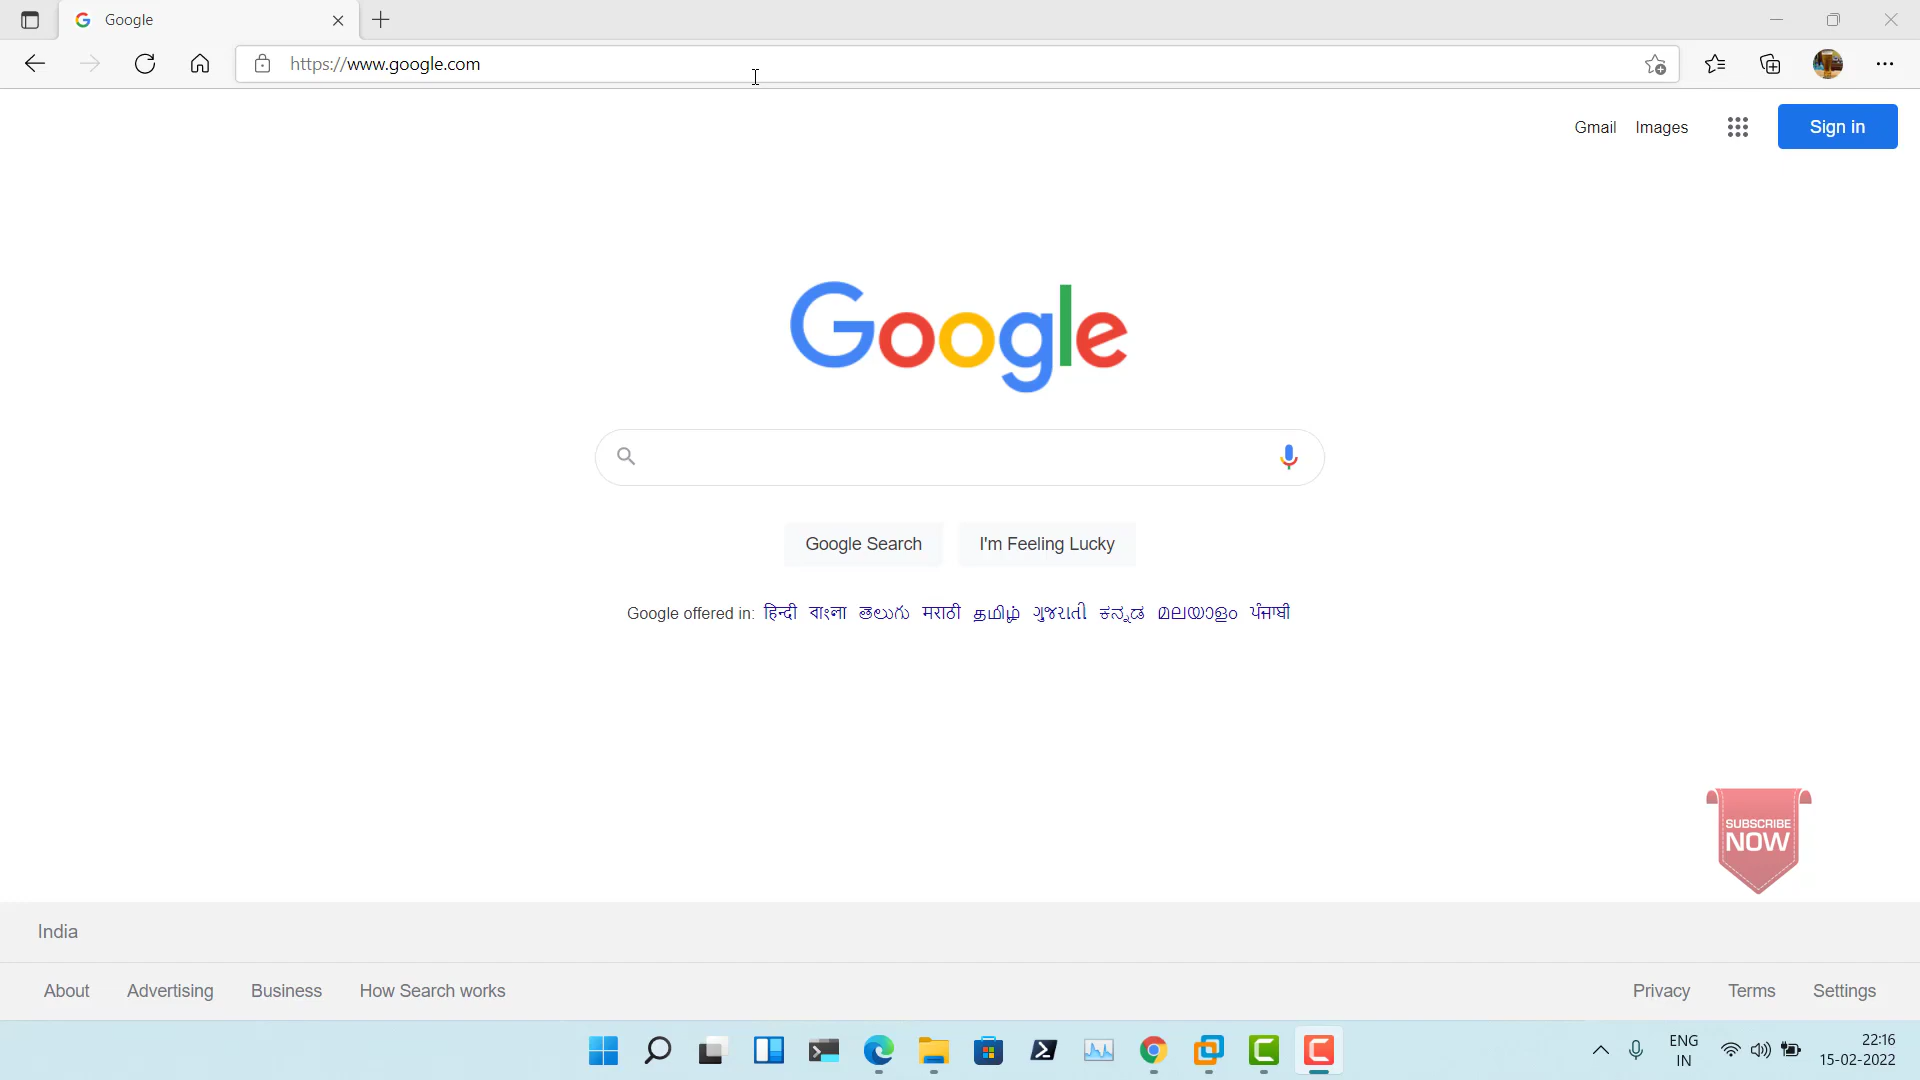 Google
https://www.google.com
Gmail Images Sign in
Google
Google Search I'm Feeling Lucky
Google offered in: हिन्दी বাংলা తెలుగు मराठी தமிழ் ગુજરાતી ಕನ್ನಡ മലയാളം ਪੰਜਾਬੀ
SUBSCRIBE
NOW
India
About Advertising Business How Search works Privacy Terms Settings
ENG 22:16
IN 15-02-2022